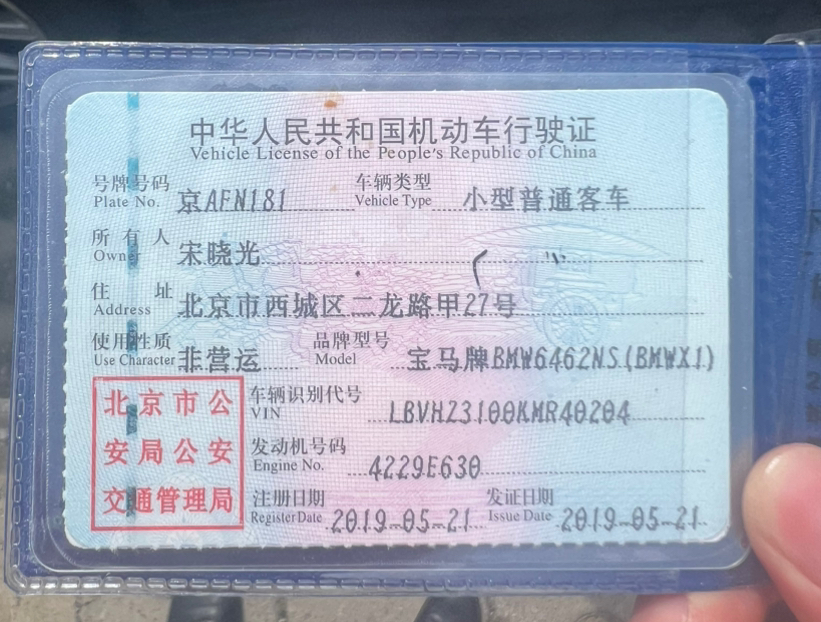 中华人民共和国机动车行驶证
Vehicle License of the People's Republic of China
号牌号码 京AFN181 车辆类型 小型普通客车
Plate No. Vehicle Type
所有人 宋晓光
Owner
住址 北京市西城区二龙路甲27号
Address
使用性质 非营运 品牌型号 宝马牌BMW6462NS(BMWX1)
Use Character Model
北京市公
安局公安
交通管理局
车辆识别代号 LBVHZ3100KMR40204
VIN
发动机号码 4229E630
Engine No.
注册日期 2019-05-21 发证日期 2019-05-21
Register Date Issue Date